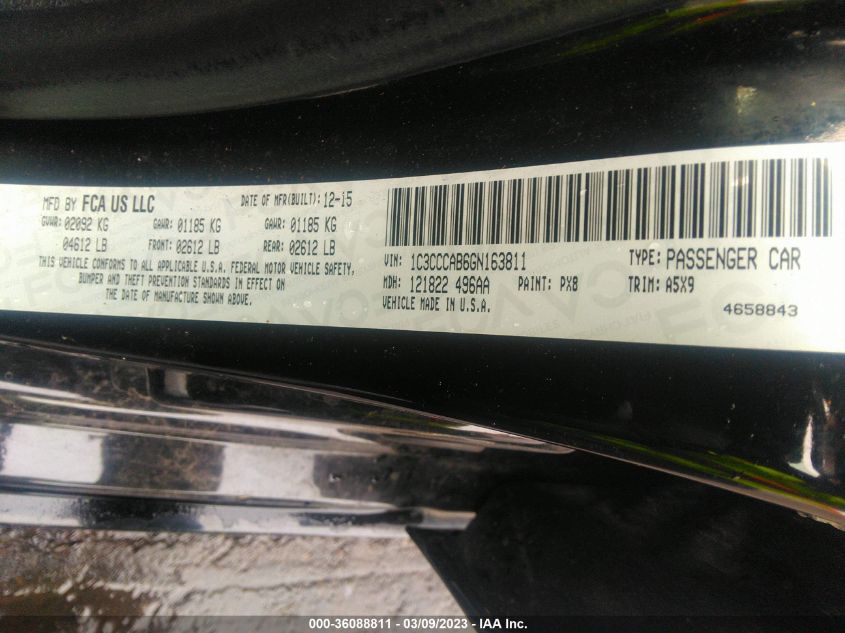 MFD BY FCA US LLC DATE OF MFR(BUILT): 12-15
GVWR: 02092 KG GAWR: 01185 KG GAWR: 01185 KG
04612 LB FRONT: 02612 LB REAR: 02612 LB
THIS VEHICLE CONFORMS TO ALL APPLICABLE U.S.A. FEDERAL MOTOR VEHICLE SAFETY,
BUMPER AND THEFT PREVENTION STANDARDS IN EFFECT ON
THE DATE OF MANUFACTURE SHOWN ABOVE.
VIN: 1C3CCCAB6GN163811 TYPE: PASSENGER CAR
MDH: 121822 496AA PAINT: PX8 TRIM: A5X9
VEHICLE MADE IN U.S.A.
4658843
000-36088811 - 03/09/2023 - IAA Inc.